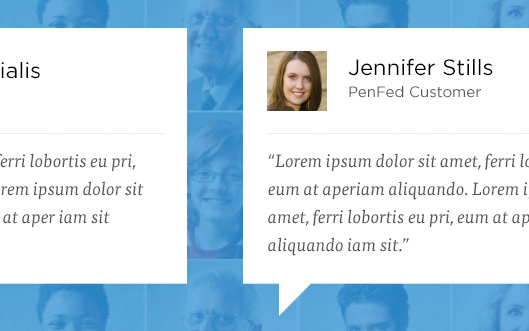 ialis
ferri lobortis eu pri,
rem ipsum dolor sit
at aper iam sit
Jennifer Stills
PenFed Customer
“Lorem ipsum dolor sit amet, ferri lo
eum at aperiam aliquando. Lorem i
amet, ferri lobortis eu pri, eum at ap
aliquando iam sit.”